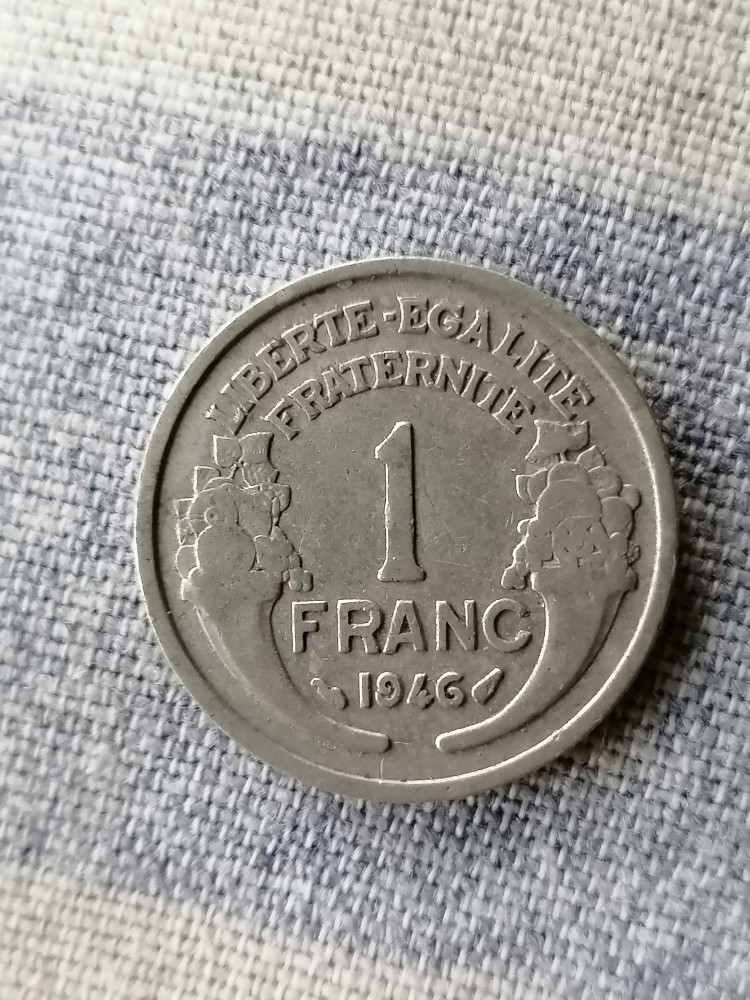 LIBERTE-EGALITE
FRATERNITE
1
FRANC
1946